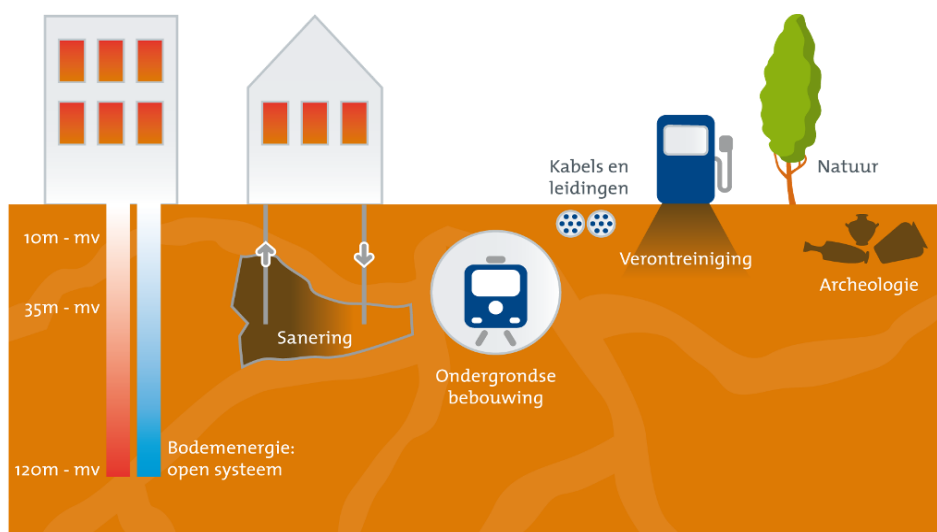 Kabels en
leidingen
Natuur
10m - mv
Verontreiniging
Archeologie
35m - mv
Sanering
Ondergrondse
bebouwing
Bodemenergie:
open systeem
120m - mv